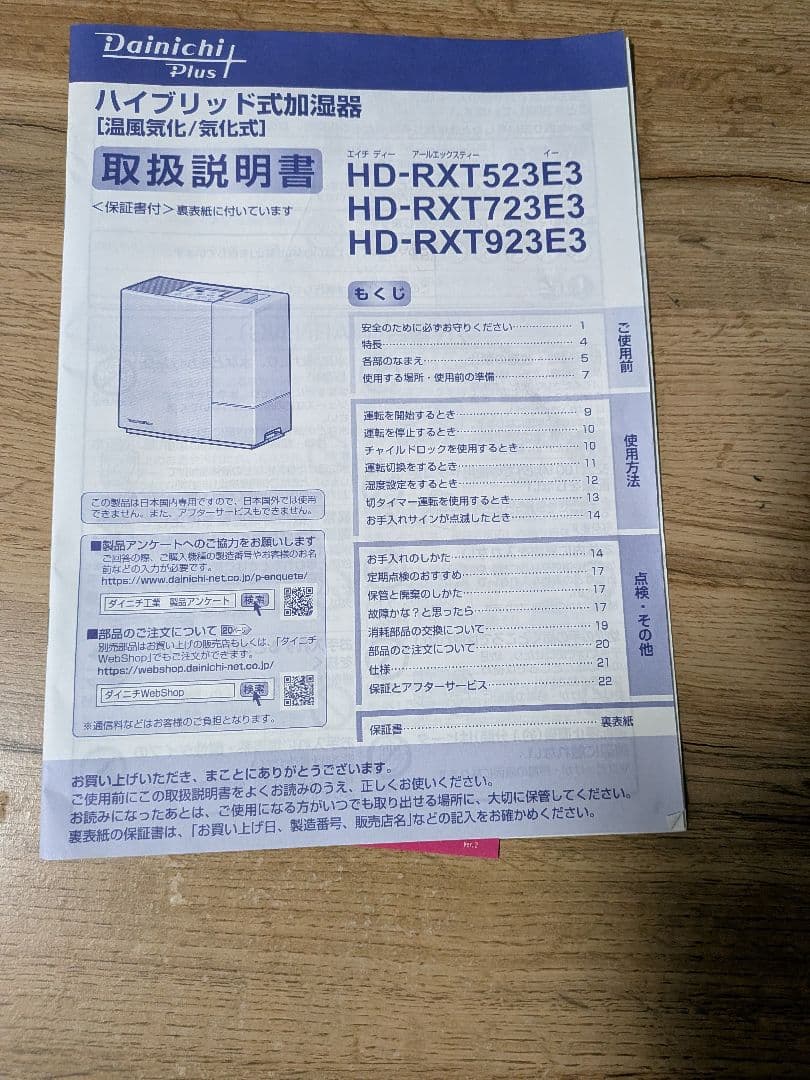 Dainichi
Plus
ハイブリッド式加湿器
[温風気化/気化式]
取扱説明書
<保証書付>裏表紙に付いています
エイチ ディー アールエックスティー イー
HD-RXT523E3
HD-RXT723E3
HD-RXT923E3
もくじ
安全のために必ずお守りください 1
特長 4
各部のなまえ 5
使用する場所・使用前の準備 7
ご使用前
運転を開始するとき 9
運転を停止するとき 10
チャイルドロックを使用するとき 10
運転切換をするとき 11
湿度設定をするとき 12
切タイマー運転を使用するとき 13
お手入れサインが点滅したとき 14
使用方法
お手入れのしかた 14
定期点検のおすすめ 17
保管と廃棄のしかた 17
故障かな?と思ったら 17
消耗部品の交換について 19
部品のご注文について 20
仕様 21
保証とアフターサービス 22
点検・その他
保証書 裏表紙
この製品は日本国内専用ですので、日本国外では使用
できません。また、アフターサービスもできません。
■製品アンケートへのご協力をお願いします
ご回答の際、ご購入機種の製造番号やお客様のお名
前などの入力が必要です。
https://www.dainichi-net.co.jp/p-enquete/
ダイニチ工業 製品アンケート 検索
■部品のご注文について 20ページ
別売部品はお買い上げの販売店もしくは、「ダイニチ
WebShop」でもご注文ができます。
https://webshop.dainichi-net.co.jp/
ダイニチWebShop 検索
※通信料などはお客様のご負担となります。
お買い上げいただき、まことにありがとうございます。
ご使用前にこの取扱説明書をよくお読みのうえ、正しくお使いください。
お読みになったあとは、ご使用になる方がいつでも取り出せる場所に、大切に保管してください。
裏表紙の保証書は、「お買い上げ日、製造番号、販売店名」などの記入をお確かめください。
Ver.2